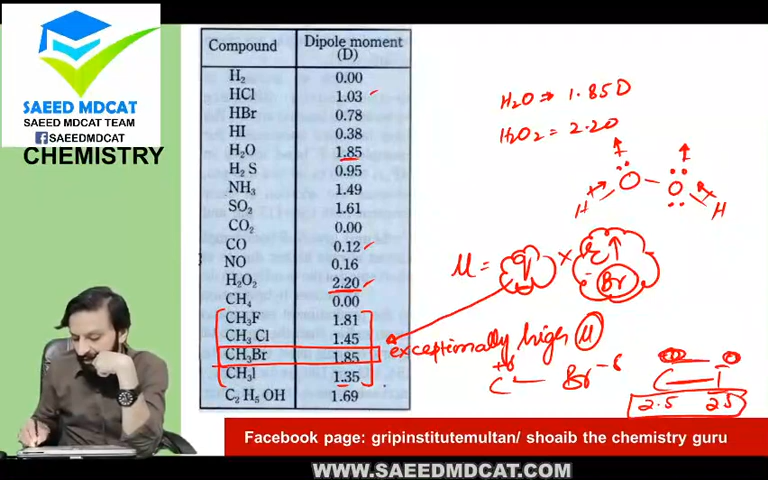 SAEED MDCAT
SAEED MDCAT TEAM
f SAEEDMDCAT
CHEMISTRY
Compound Dipole moment (D)
H₂ 0.00
HCl 1.03
HBr 0.78
HI 0.38
H₂O 1.85
H₂S 0.95
NH₃ 1.49
SO₂ 1.61
CO₂ 0.00
CO 0.12
NO 0.16
H₂O₂ 2.20
CH₄ 0.00
CH₃F 1.81
CH₃Cl 1.45
CH₃Br 1.85
CH₃I 1.35
C₂H₅OH 1.69
H₂O → 1.85D
H₂O₂ = 2.20
O - O
H H
μ = q × r
Br
exceptionally higer μ
+δ
C — Br -δ
C — I
2.5 2.5
Facebook page: gripinstitutemultan/ shoaib the chemistry guru
WWW.SAEEDMDCAT.COM